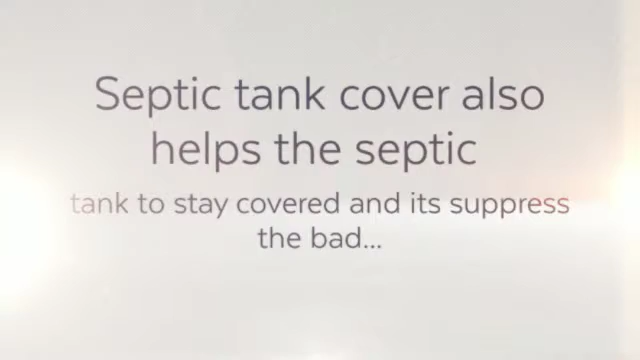 Septic tank cover also
helps the septic
tank to stay covered and its suppress
the bad...